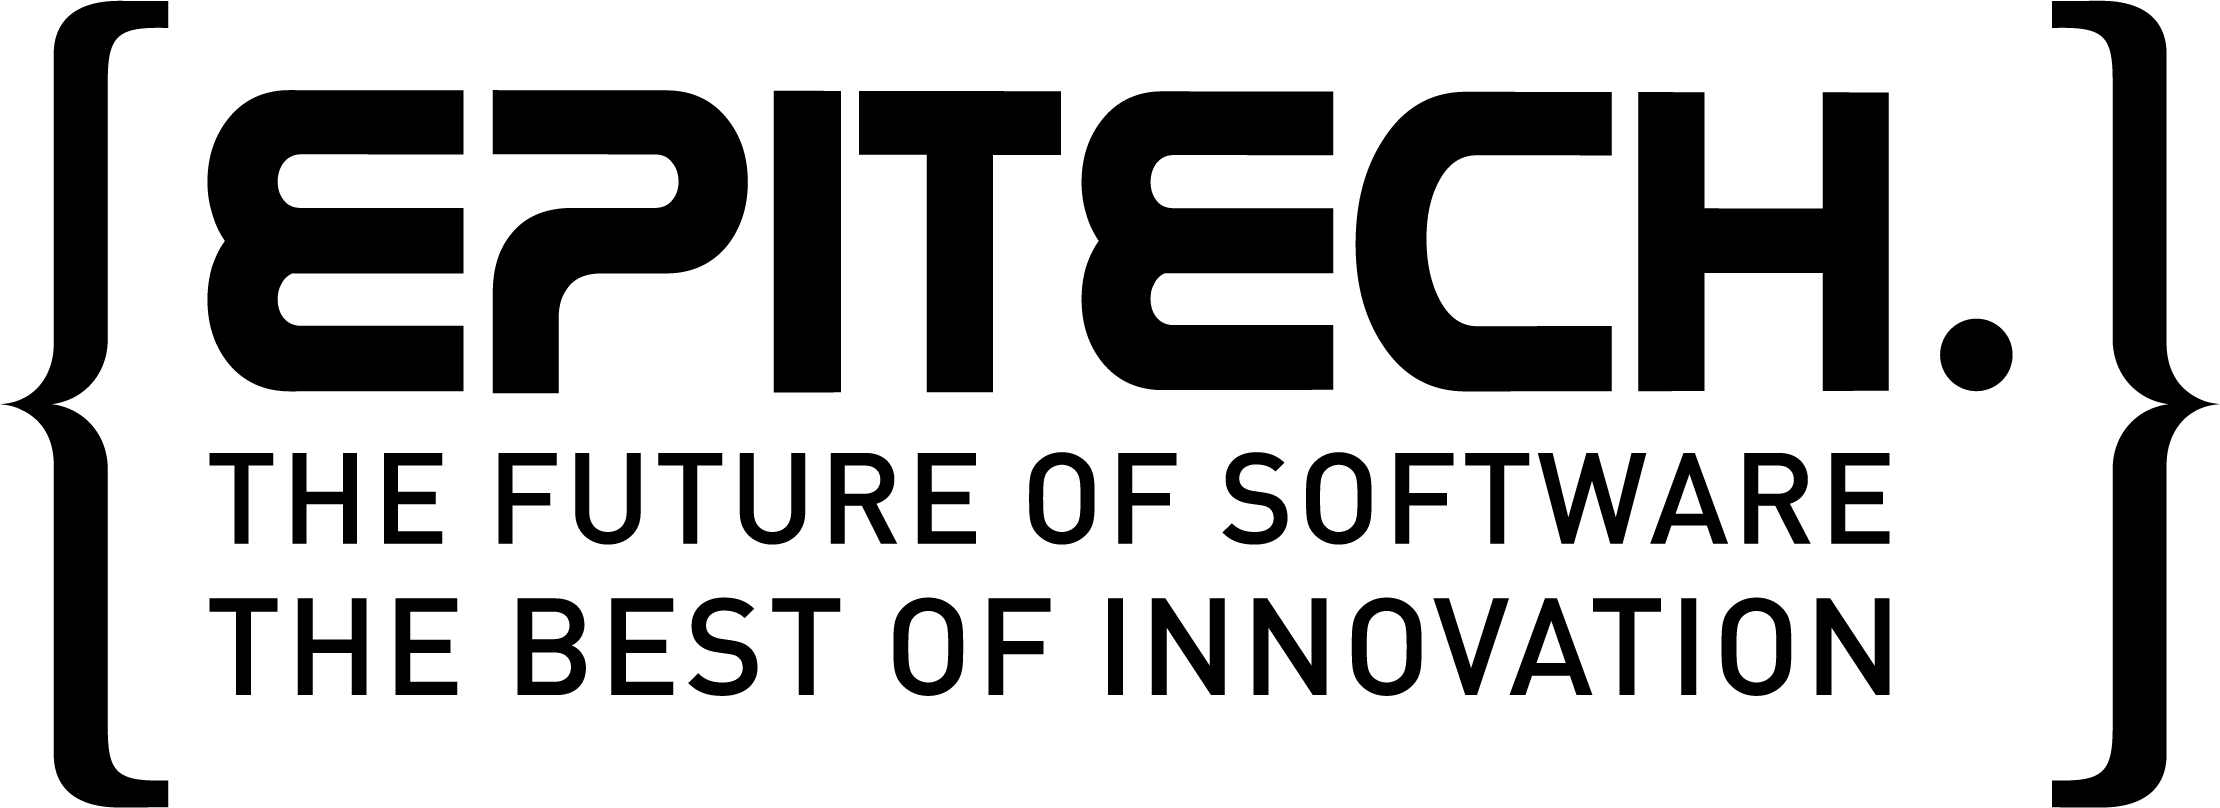 {EPITECH.}
THE FUTURE OF SOFTWARE
THE BEST OF INNOVATION